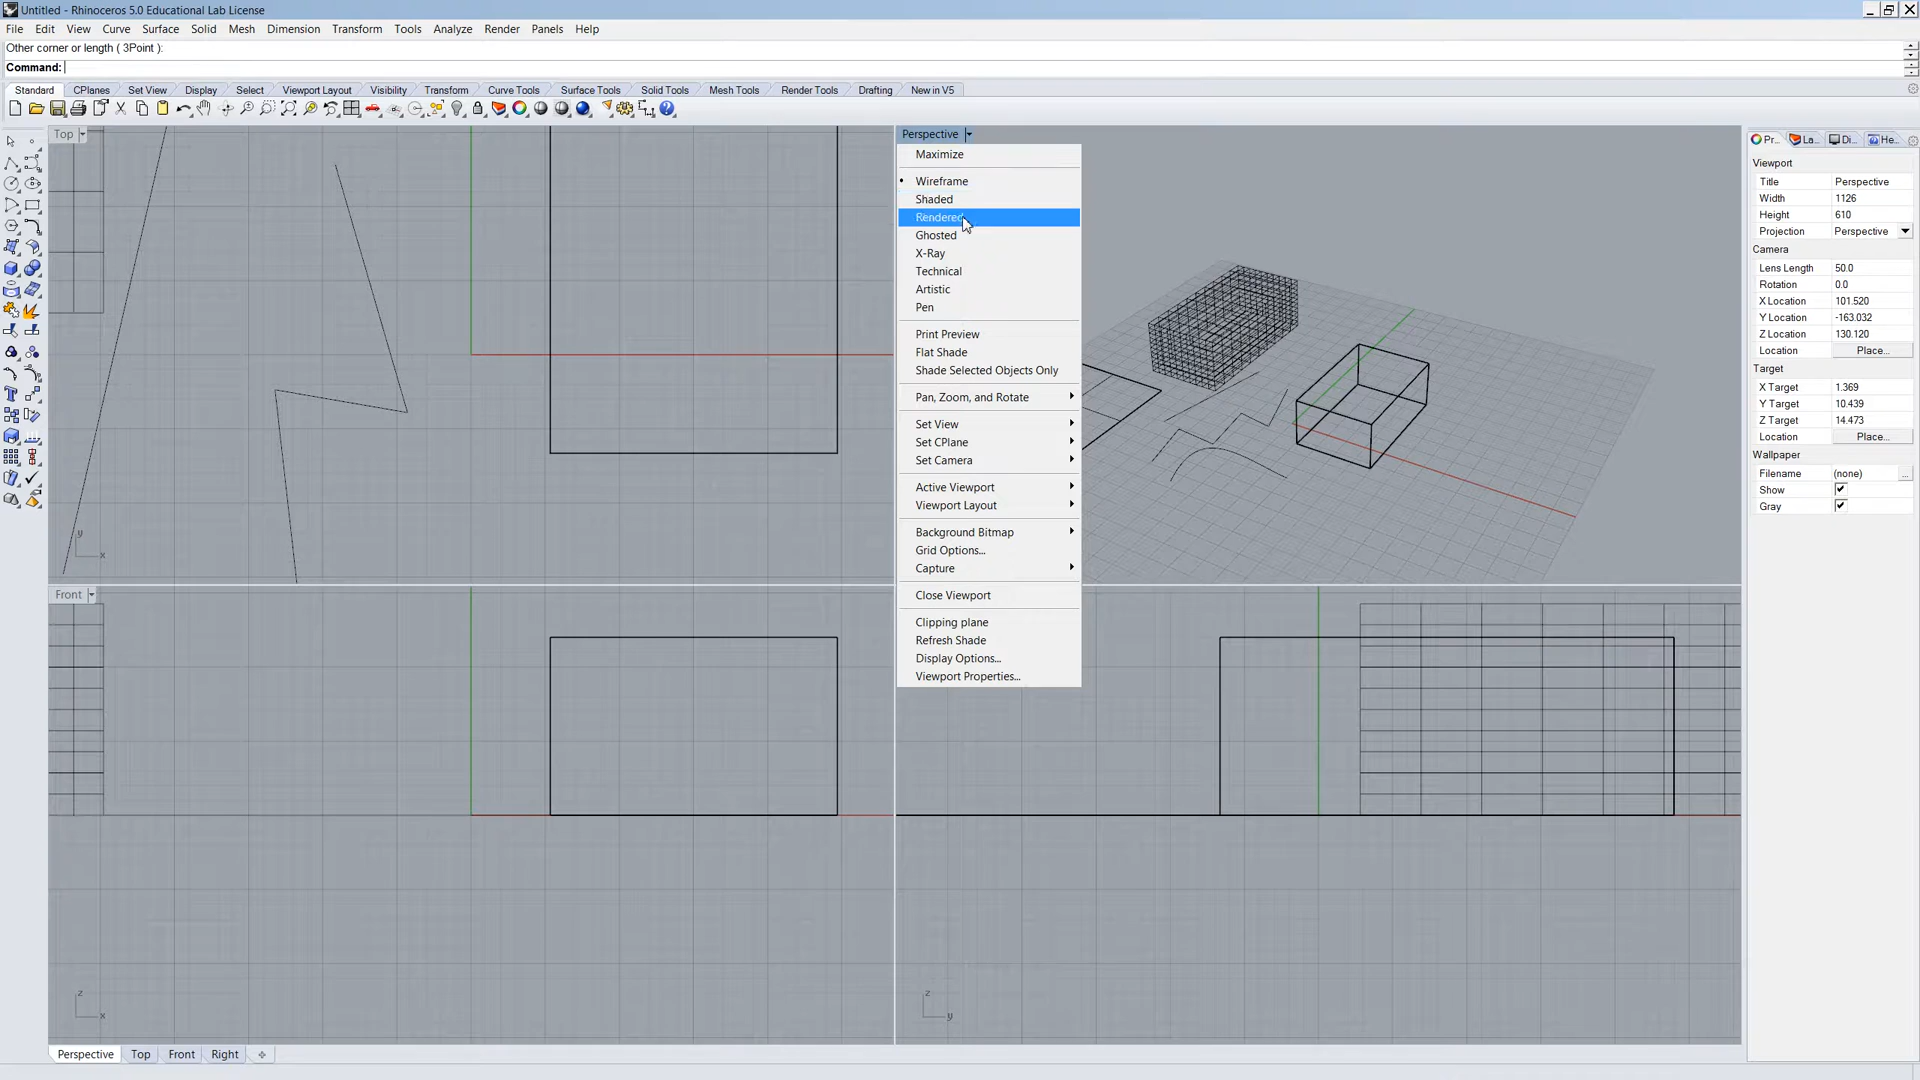 Untitled - Rhinoceros 5.0 Educational Lab License
File Edit View Curve Surface Solid Mesh Dimension Transform Tools Analyze Render Panels Help
Other corner or length ( 3Point ):
Command:
Standard CPlanes Set View Display Select Viewport Layout Visibility Transform Curve Tools Surface Tools Solid Tools Mesh Tools Render Tools Drafting New in V5
Top
Perspective
Maximize
Wireframe
Shaded
Rendered
Ghosted
X-Ray
Technical
Artistic
Pen
Print Preview
Flat Shade
Shade Selected Objects Only
Pan, Zoom, and Rotate
Set View
Set CPlane
Set Camera
Active Viewport
Viewport Layout
Background Bitmap
Grid Options...
Capture
Close Viewport
Clipping plane
Refresh Shade
Display Options...
Viewport Properties...
Pr... La... Di... He...
Viewport
Title Perspective
Width 1126
Height 610
Projection Perspective
Camera
Lens Length 50.0
Rotation 0.0
X Location 101.520
Y Location -163.032
Z Location 130.120
Location Place...
Target
X Target 1.369
Y Target 10.439
Z Target 14.473
Location Place...
Wallpaper
Filename (none) ...
Show
Gray
y
x
Front
z
x
z
y
Perspective Top Front Right